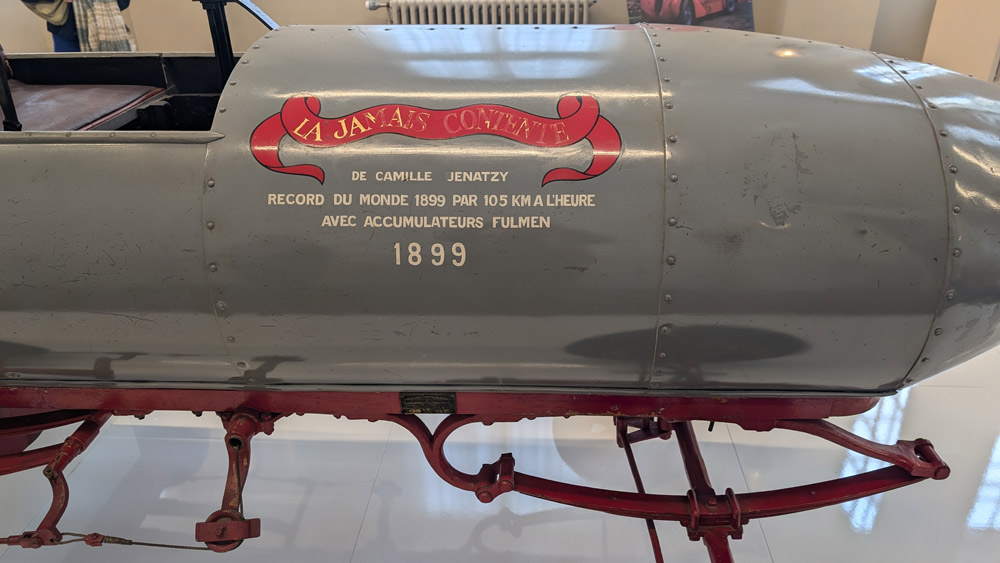 LA JAMAIS CONTENTE
DE CAMILLE JENATZY
RECORD DU MONDE 1899 PAR 105 KM A L'HEURE
AVEC ACCUMULATEURS FULMEN
1899